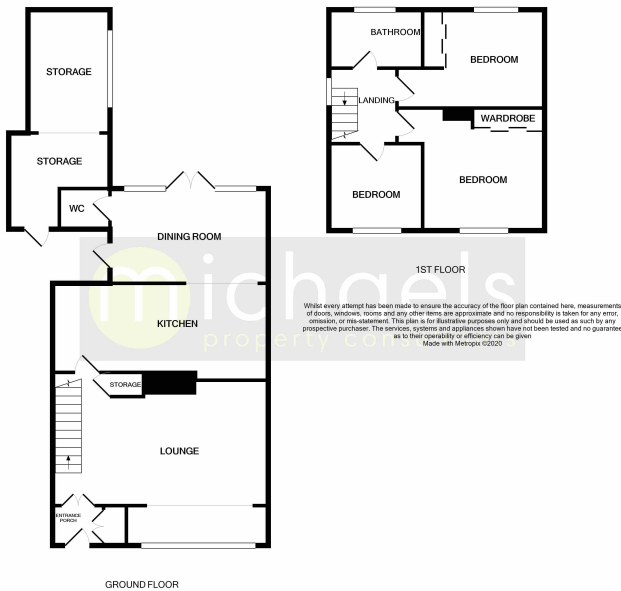 STORAGE
STORAGE
WC
DINING ROOM
KITCHEN
STORAGE
LOUNGE
ENTRANCE
PORCH
GROUND FLOOR
BATHROOM
BEDROOM
LANDING
WARDROBE
BEDROOM
BEDROOM
1ST FLOOR
michaels
property cons
Whilst every attempt has been made to ensure the accuracy of the floor plan contained here, measurements
of doors, windows, rooms and any other items are approximate and no responsibility is taken for any error,
omission, or mis-statement. This plan is for illustrative purposes only and should be used as such by any
prospective purchaser. The services, systems and appliances shown have not been tested and no guarantee
as to their operability or efficiency can be given
Made with Metropix ©2020